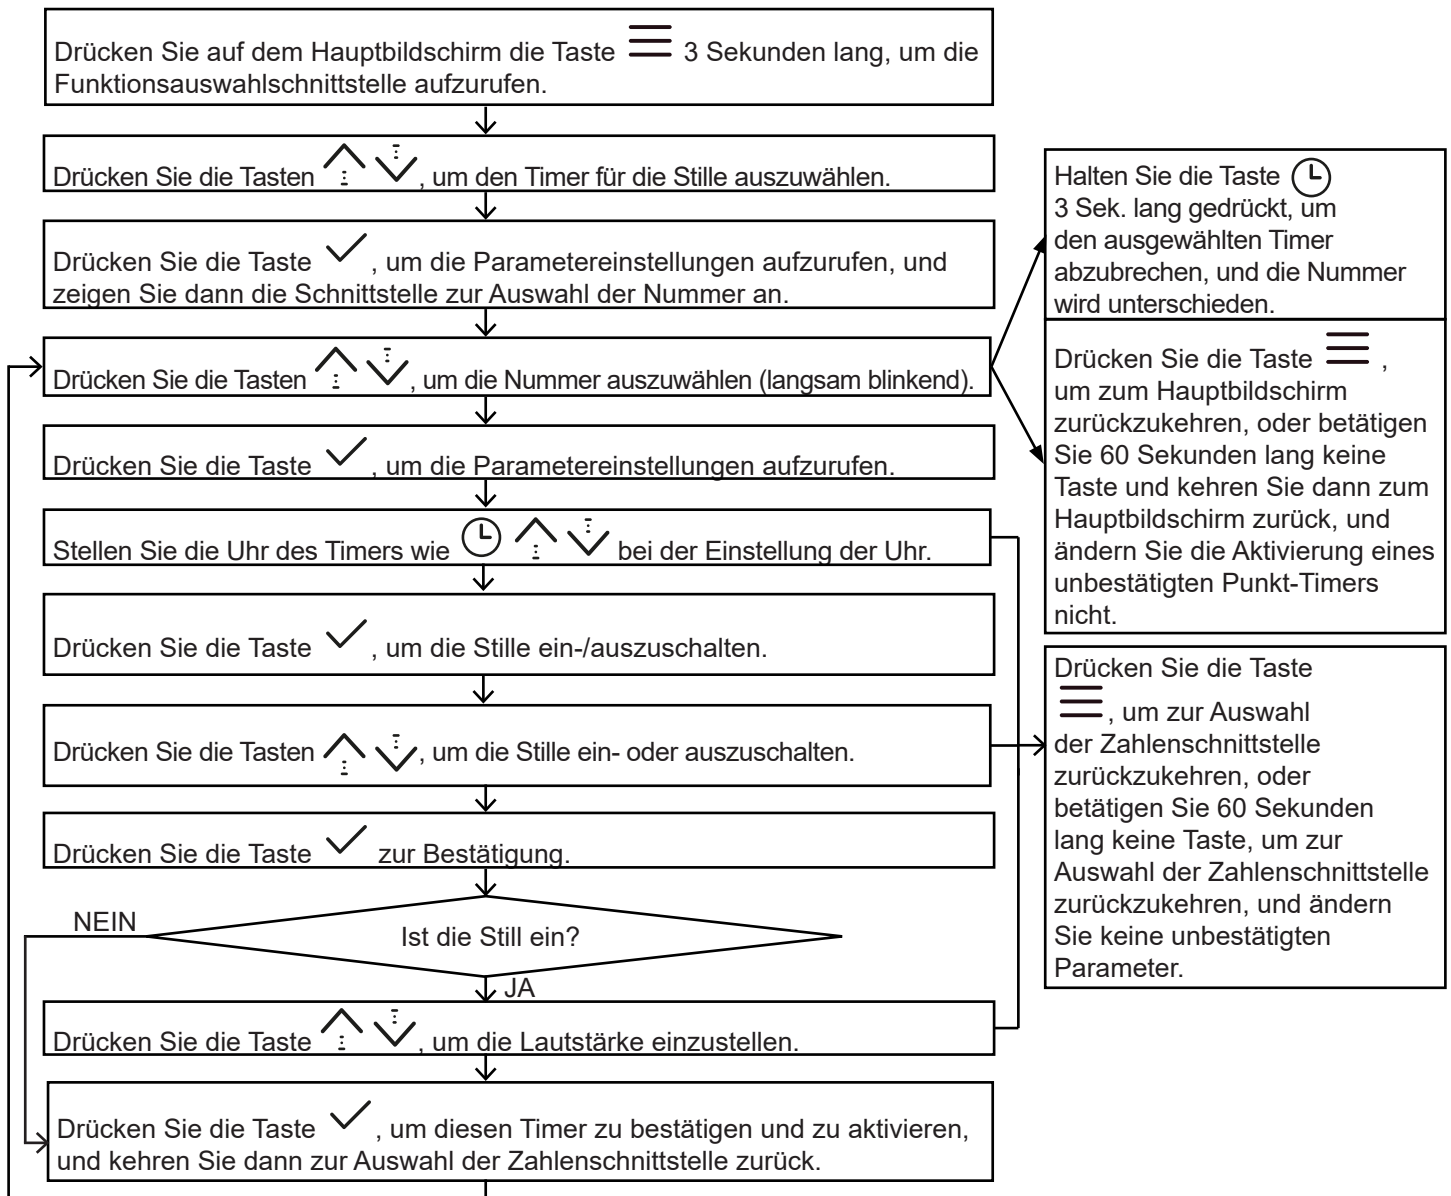 Drücken Sie auf dem Hauptbildschirm die Taste 3 Sekunden lang, um die
Funktionsauswahlschnittstelle aufzurufen.
Drücken Sie die Tasten , um den Timer für die Stille auszuwählen.
Drücken Sie die Taste , um die Parametereinstellungen aufzurufen, und
zeigen Sie dann die Schnittstelle zur Auswahl der Nummer an.
Drücken Sie die Tasten , um die Nummer auszuwählen (langsam blinkend).
Drücken Sie die Taste , um die Parametereinstellungen aufzurufen.
Stellen Sie die Uhr des Timers wie bei der Einstellung der Uhr.
Drücken Sie die Taste , um die Stille ein-/auszuschalten.
Drücken Sie die Tasten , um die Stille ein- oder auszuschalten.
Drücken Sie die Taste zur Bestätigung.
NEIN
Ist die Still ein?
JA
Drücken Sie die Taste , um die Lautstärke einzustellen.
Drücken Sie die Taste , um diesen Timer zu bestätigen und zu aktivieren,
und kehren Sie dann zur Auswahl der Zahlenschnittstelle zurück.
Halten Sie die Taste
3 Sek. lang gedrückt, um
den ausgewählten Timer
abzubrechen, und die Nummer
wird unterschieden.
Drücken Sie die Taste ,
um zum Hauptbildschirm
zurückzukehren, oder betätigen
Sie 60 Sekunden lang keine
Taste und kehren Sie dann zum
Hauptbildschirm zurück, und
ändern Sie die Aktivierung eines
unbestätigten Punkt-Timers
nicht.
Drücken Sie die Taste
, um zur Auswahl
der Zahlenschnittstelle
zurückzukehren, oder
betätigen Sie 60 Sekunden
lang keine Taste, um zur
Auswahl der Zahlenschnittstelle
zurückzukehren, und ändern
Sie keine unbestätigten
Parameter.